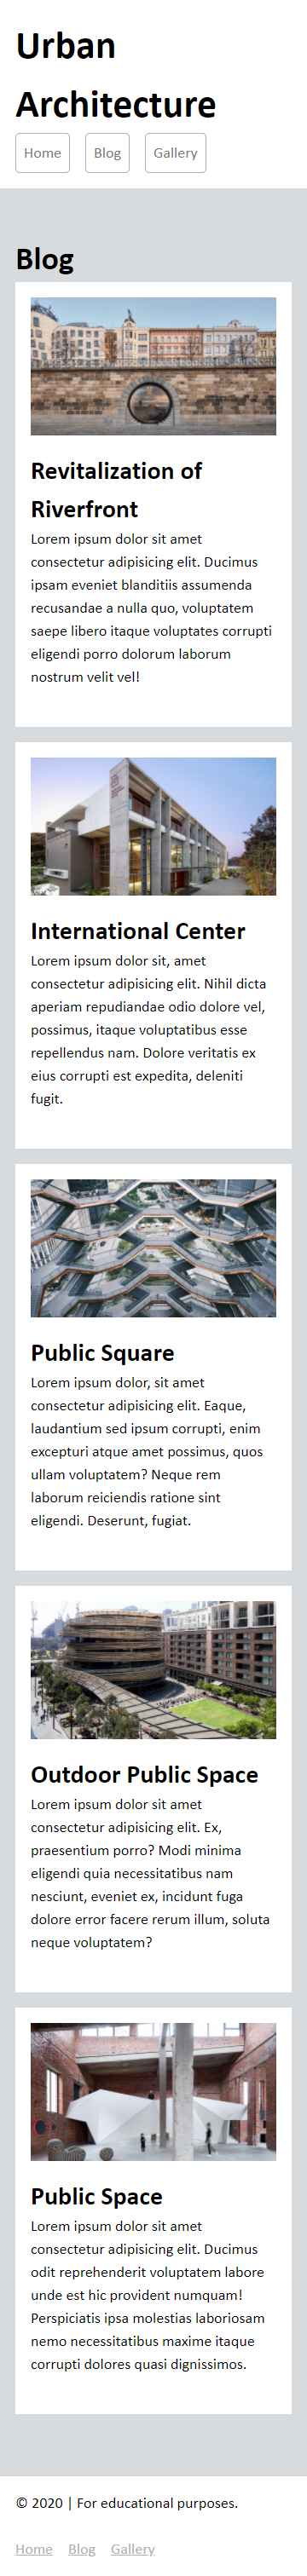 Urban
Architecture
Home Blog Gallery
Blog
Revitalization of
Riverfront
Lorem ipsum dolor sit amet
consectetur adipisicing elit. Ducimus
ipsam eveniet blanditiis assumenda
recusandae a nulla quo, voluptatem
saepe libero itaque voluptates corrupti
eligendi porro dolorum laborum
nostrum velit vel!
International Center
Lorem ipsum dolor sit, amet
consectetur adipisicing elit. Nihil dicta
aperiam repudiandae odio dolore vel,
possimus, itaque voluptatibus esse
repellendus nam. Dolore veritatis ex
eius corrupti est expedita, deleniti
fugit.
Public Square
Lorem ipsum dolor, sit amet
consectetur adipisicing elit. Eaque,
laudantium sed ipsum corrupti, enim
excepturi atque amet possimus, quos
ullam voluptatem? Neque rem
laborum reiciendis ratione sint
eligendi. Deserunt, fugiat.
Outdoor Public Space
Lorem ipsum dolor sit amet
consectetur adipisicing elit. Ex,
praesentium porro? Modi minima
eligendi quia necessitatibus nam
nesciunt, eveniet ex, incidunt fuga
dolore error facere rerum illum, soluta
neque voluptatem?
Public Space
Lorem ipsum dolor sit amet
consectetur adipisicing elit. Ducimus
odit reprehenderit voluptatem labore
unde est hic provident numquam!
Perspiciatis ipsa molestias laboriosam
nemo necessitatibus maxime itaque
corrupti dolores quasi dignissimos.
© 2020 | For educational purposes.
Home Blog Gallery